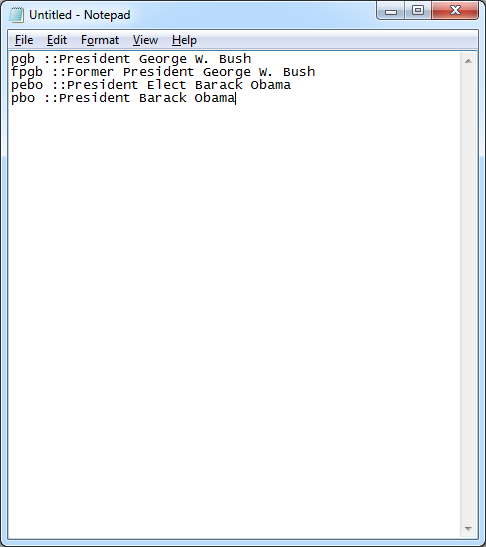 Untitled - Notepad
File Edit Format View Help
pgb ::President George W. Bush
fpgb ::Former President George W. Bush
pebo ::President Elect Barack Obama
pbo ::President Barack Obama